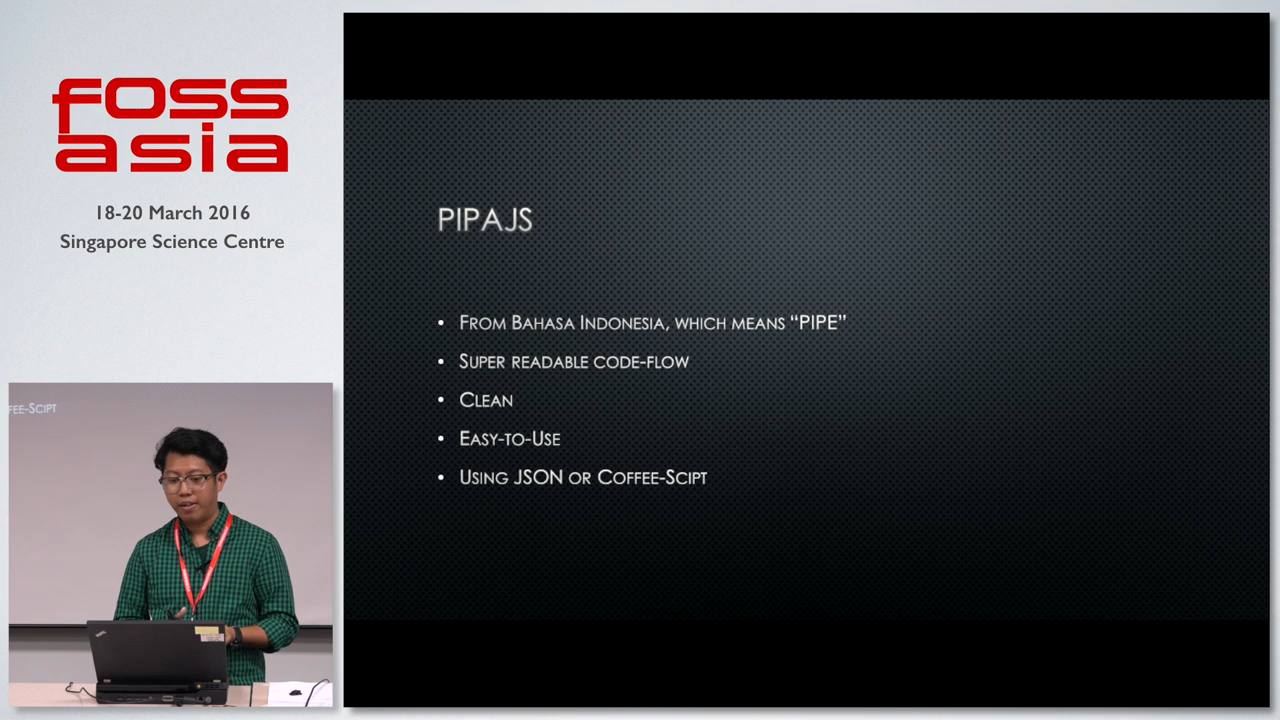 foss
asia
18-20 March 2016
Singapore Science Centre
PIPAJS
• From Bahasa Indonesia, which means “PIPE”
• Super readable code-flow
• Clean
• Easy-to-Use
• Using JSON or Coffee-Scipt
fee-Scipt